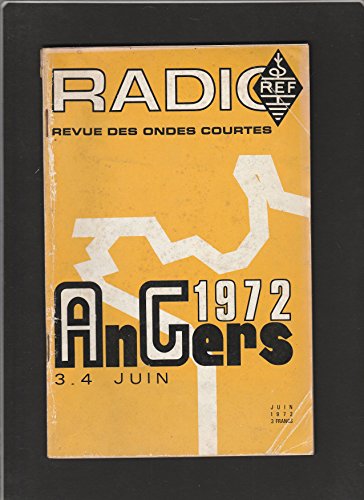 RADIO
REF
REVUE DES ONDES COURTES
1972
AnGers
3.4 JUIN
JUIN
1972
3 FRANCS